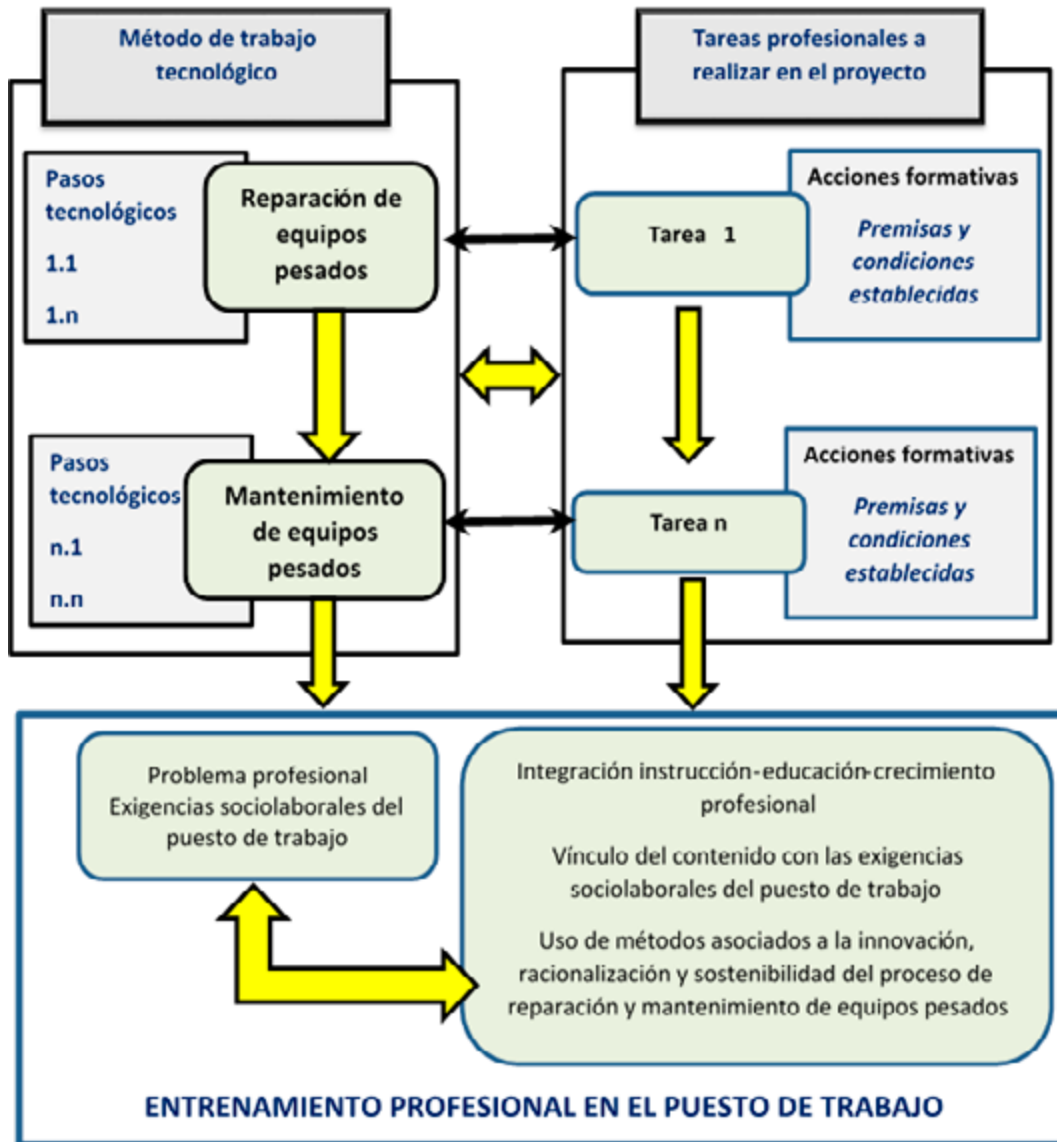 Método de trabajo
tecnológico
Tareas profesionales a
realizar en el proyecto
Pasos
tecnológicos
1.1
1.n
Reparación de
equipos
pesados
Tarea 1
Acciones formativas
Premisas y
condiciones
establecidas
Pasos
tecnológicos
n.1
n.n
Mantenimiento
de equipos
pesados
Tarea n
Acciones formativas
Premisas y
condiciones
establecidas
Problema profesional
Exigencias sociolaborales del
puesto de trabajo
Integración instrucción-educación-crecimiento
profesional
Vínculo del contenido con las exigencias
sociolaborales del puesto de trabajo
Uso de métodos asociados a la innovación,
racionalización y sostenibilidad del proceso de
reparación y mantenimiento de equipos pesados
ENTRENAMIENTO PROFESIONAL EN EL PUESTO DE TRABAJO